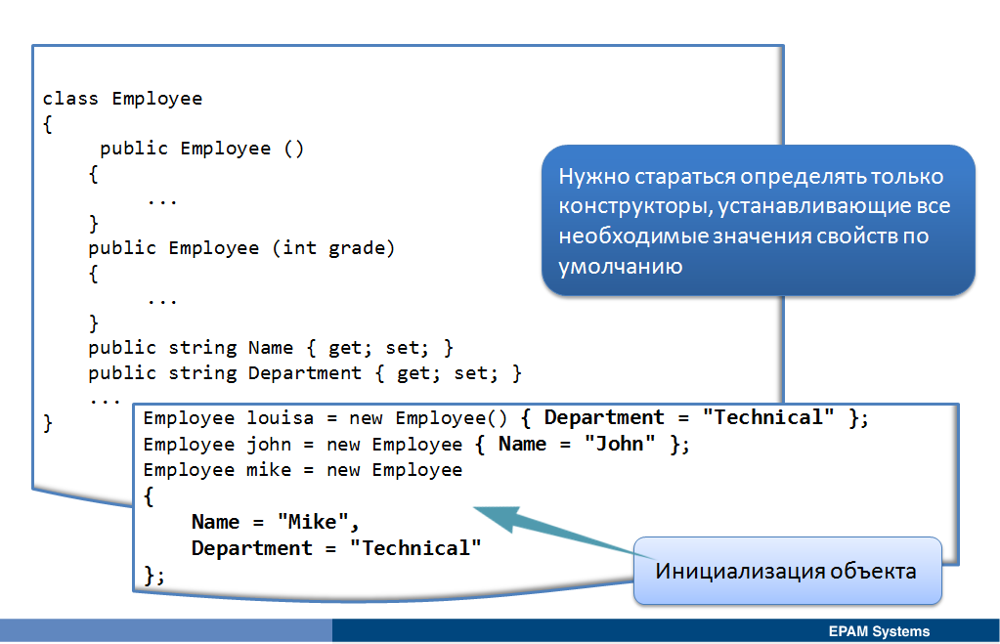 class Employee
{
public Employee ()
{
...
}
public Employee (int grade)
{
...
}
public string Name { get; set; }
public string Department { get; set; }
...
}
Нужно стараться определять только
конструкторы, устанавливающие все
необходимые значения свойств по
умолчанию
Employee louisa = new Employee() { Department = "Technical" };
Employee john = new Employee { Name = "John" };
Employee mike = new Employee
{
Name = "Mike",
Department = "Technical"
};
Инициализация объекта
EPAM Systems